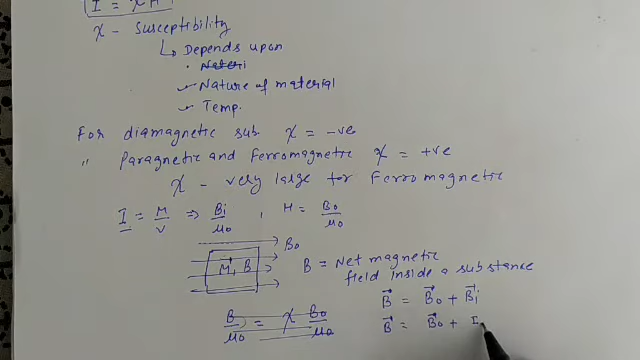 I = χ H
χ - Susceptibility
↳ Depends upon
• Nateri
✓ Nature of material
✓ Temp.
For diamagnetic sub. χ = -ve
" Paragnetic and Ferromagnetic χ = +ve
χ - very large for Ferromagnetic
I = M/V ⇒ Bi/μ0 , H = B0/μ0
B0
M, B
B = Net magnetic
field inside a substance
B⃗ = B⃗0 + B⃗i
B/μ0 = χ B0/μ0
B⃗ = B⃗0 + I